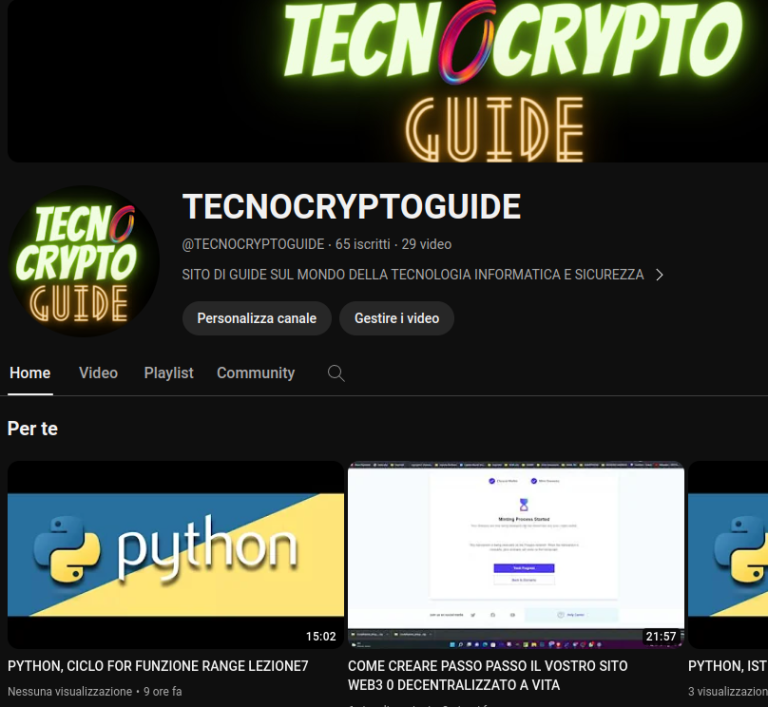 TECNOCRYPTO
GUIDE
TECNO
CRYPTO
GUIDE
TECNOCRYPTOGUIDE
@TECNOCRYPTOGUIDE · 65 iscritti · 29 video
SITO DI GUIDE SUL MONDO DELLA TECNOLOGIA INFORMATICA E SICUREZZA
Personalizza canale
Gestire i video
Home Video Playlist Community
Per te
python
15:02
Minting Process Started
21:57
PYTHON, CICLO FOR FUNZIONE RANGE LEZIONE7
Nessuna visualizzazione • 9 ore fa
COME CREARE PASSO PASSO IL VOSTRO SITO
WEB3 0 DECENTRALIZZATO A VITA
PYTHON, IST
3 visualizzazion